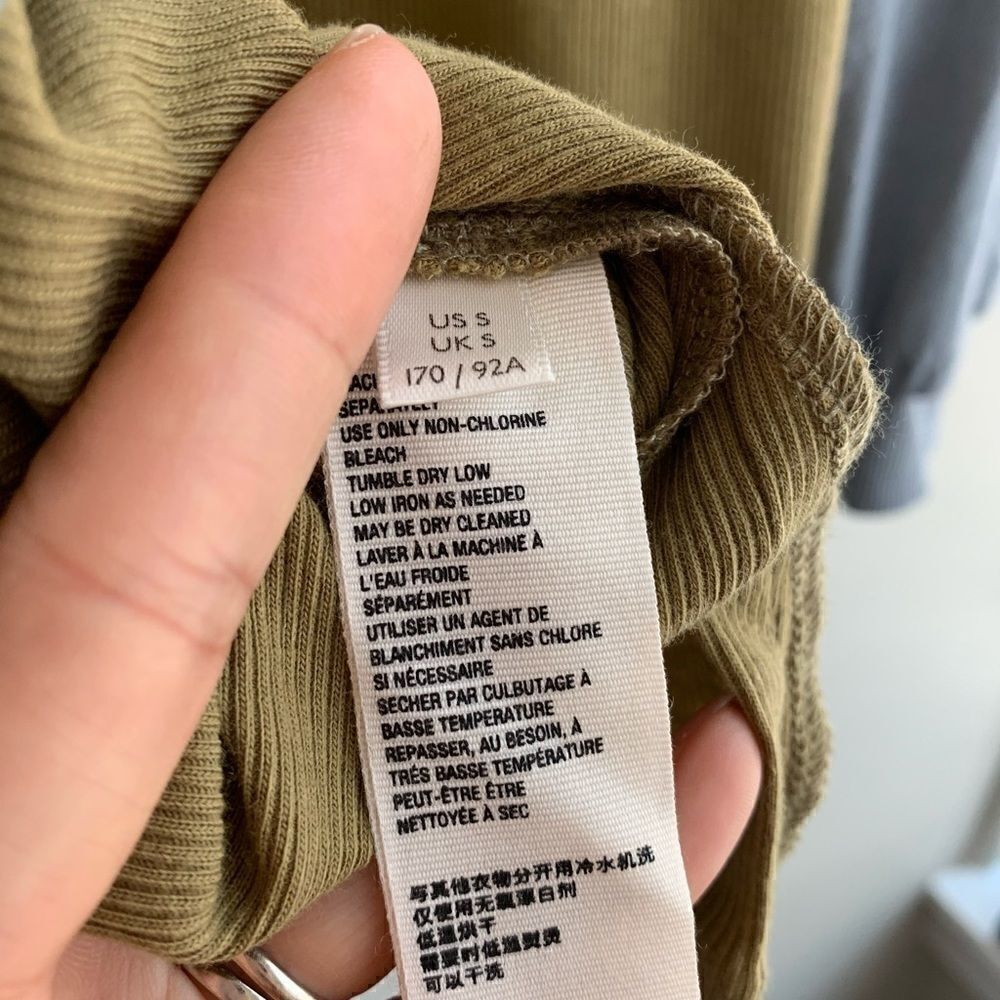 US S
UK S
170 / 92A
SEPARATELY
USE ONLY NON-CHLORINE
BLEACH
TUMBLE DRY LOW
LOW IRON AS NEEDED
MAY BE DRY CLEANED
LAVER À LA MACHINE À
L'EAU FROIDE
SÉPARÉMENT
UTILISER UN AGENT DE
BLANCHIMENT SANS CHLORE
SI NÉCESSAIRE
SECHER PAR CULBUTAGE À
BASSE TEMPERATURE
REPASSER, AU BESOIN, À
TRÈS BASSE TEMPÉRATURE
PEUT-ÊTRE ÊTRE
NETTOYÉE À SEC
与其他衣物分开用冷水机洗
仅使用无氯漂白剂
低温烘干
需要时低温熨烫
可以干洗